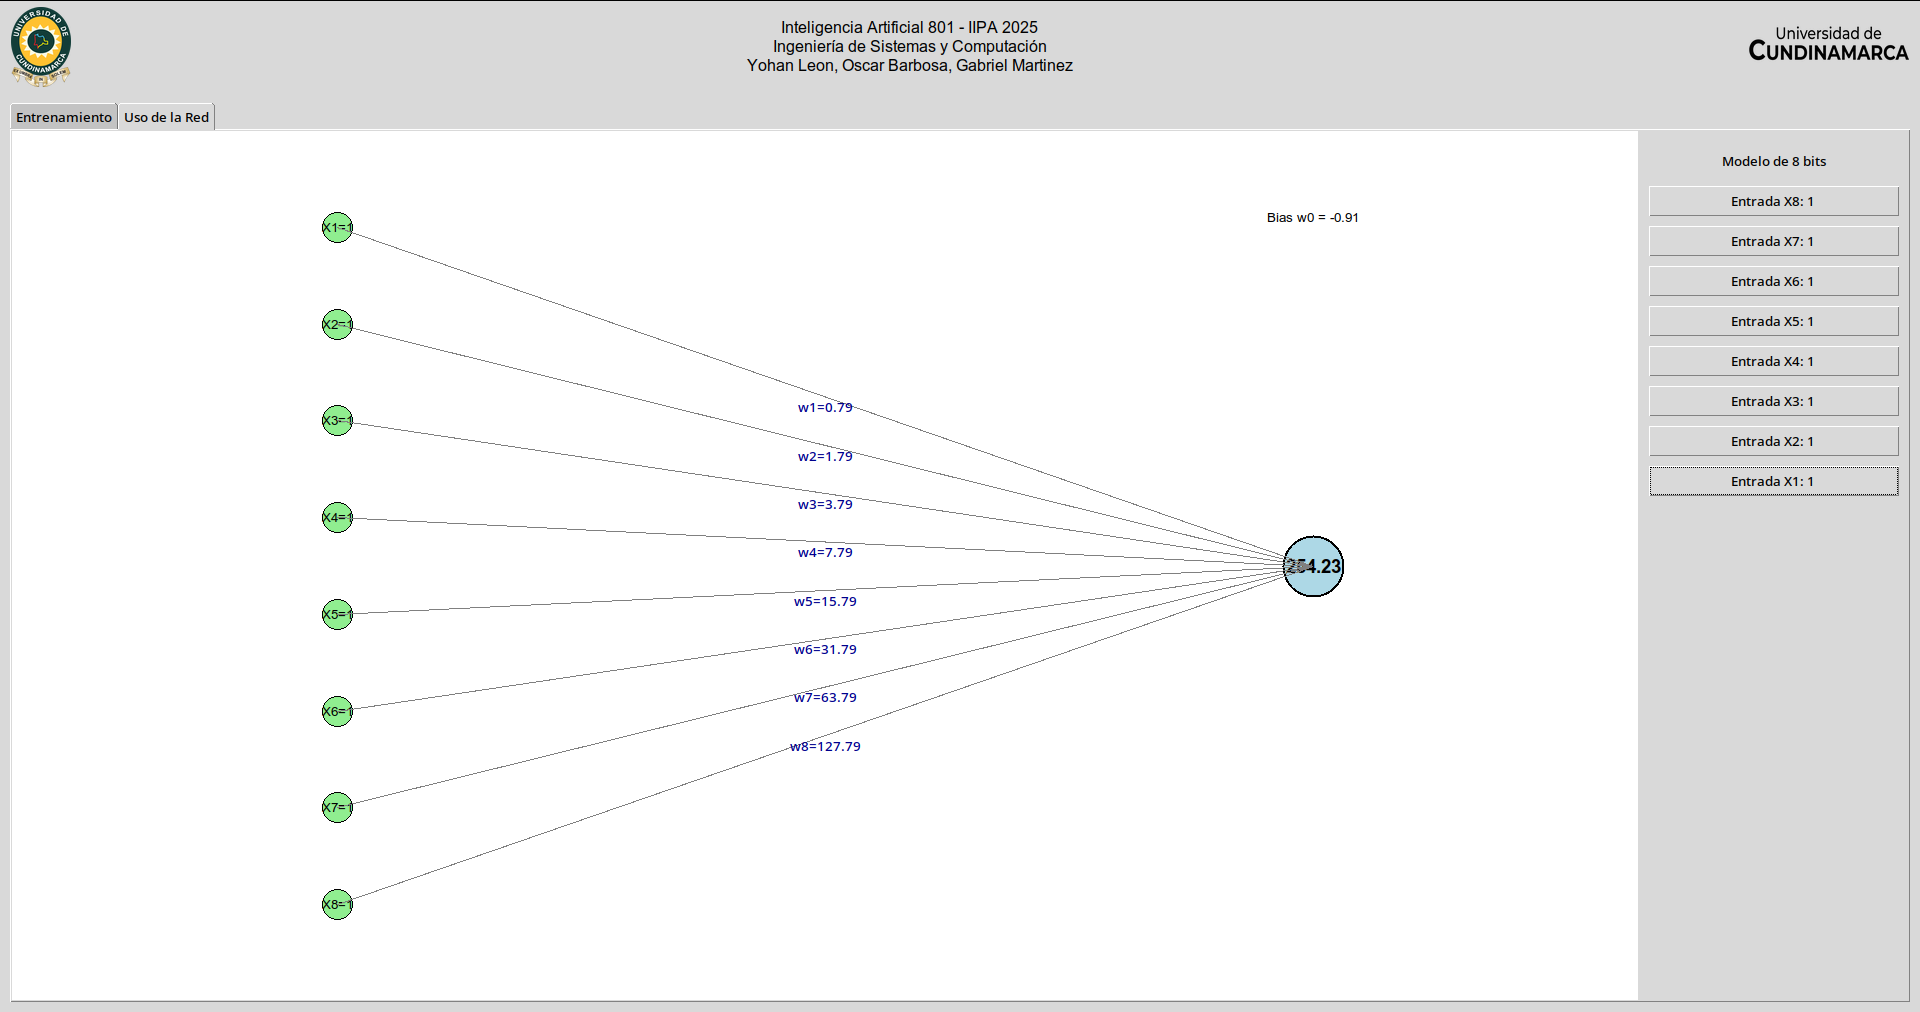 UNIVERSIDAD DE
CUNDINAMARCA
Inteligencia Artificial 801 - IIPA 2025
Ingeniería de Sistemas y Computación
Yohan Leon, Oscar Barbosa, Gabriel Martinez
Universidad de
CUNDINAMARCA
Entrenamiento
Uso de la Red
Modelo de 8 bits
Entrada X8: 1
Entrada X7: 1
Entrada X6: 1
Entrada X5: 1
Entrada X4: 1
Entrada X3: 1
Entrada X2: 1
Entrada X1: 1
Bias w0 = -0.91
X1=1
X2=1
X3=1
X4=1
X5=1
X6=1
X7=1
X8=1
w1=0.79
w2=1.79
w3=3.79
w4=7.79
w5=15.79
w6=31.79
w7=63.79
w8=127.79
254.23